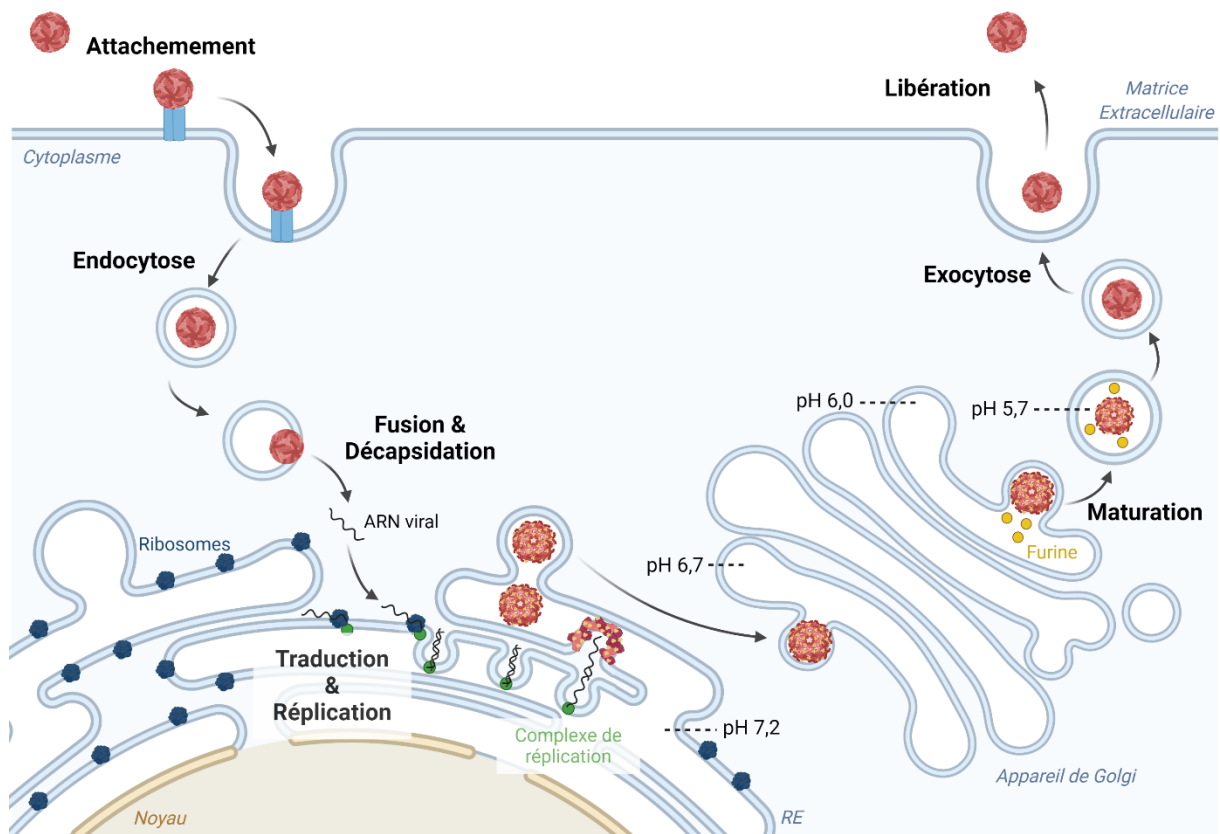 Attachemement
Libération
Matrice
Extracellulaire
Cytoplasme
Endocytose
Exocytose
pH 6,0
pH 5,7
Fusion &
Décapsidation
ARN viral
Maturation
Ribosomes
Furine
pH 6,7
Traduction
&
Réplication
pH 7,2
Complexe de
réplication
Appareil de Golgi
Noyau
RE